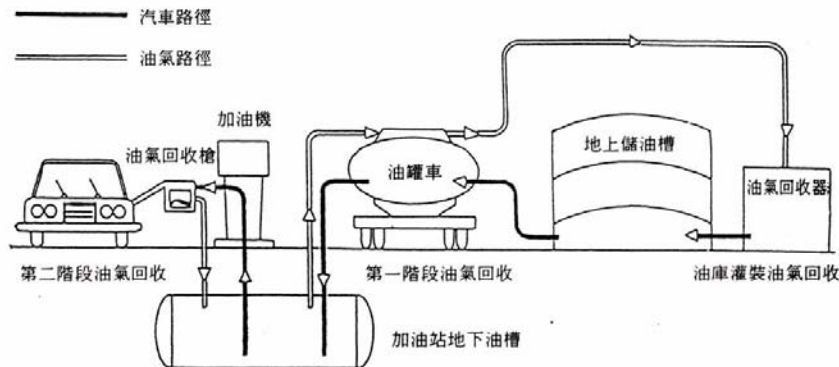 汽車路徑
油氣路徑
加油機
油氣回收槍
油罐車
地上儲油槽
油氣回收器
第二階段油氣回收
第一階段油氣回收
油庫灌裝油氣回收
加油站地下油槽